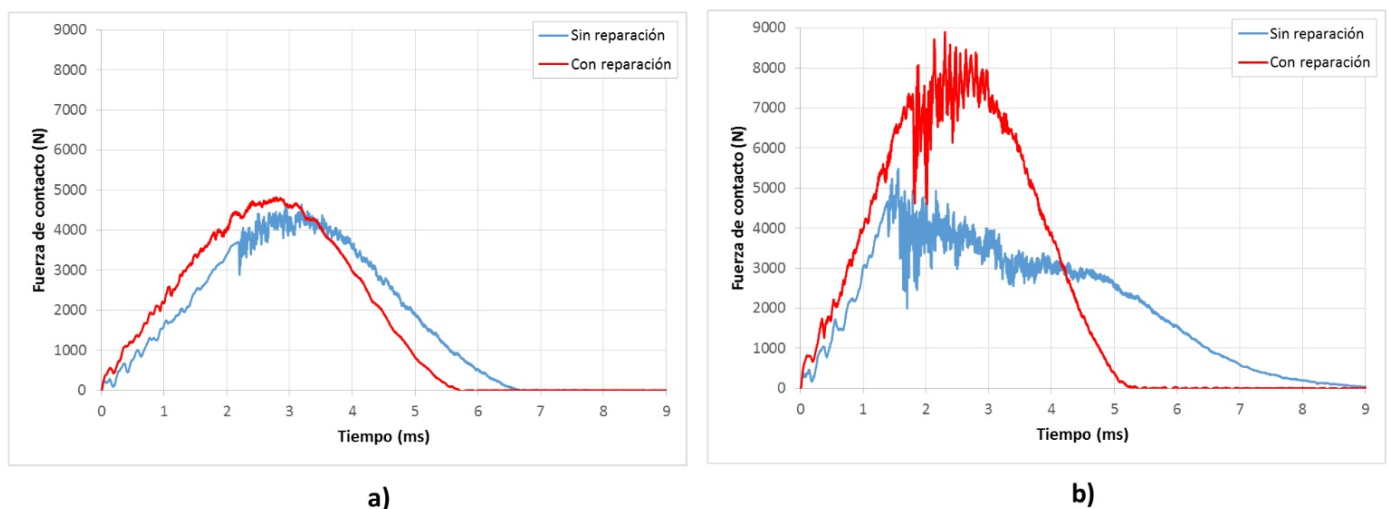 9000
8000
7000
6000
5000
4000
3000
2000
1000
0
Fuerza de contacto (N)
0 1 2 3 4 5 6 7 8 9
Tiempo (ms)
Sin reparación
Con reparación
a)
9000
8000
7000
6000
5000
4000
3000
2000
1000
0
Fuerza de contacto (N)
0 1 2 3 4 5 6 7 8 9
Tiempo (ms)
Sin reparación
Con reparación
b)